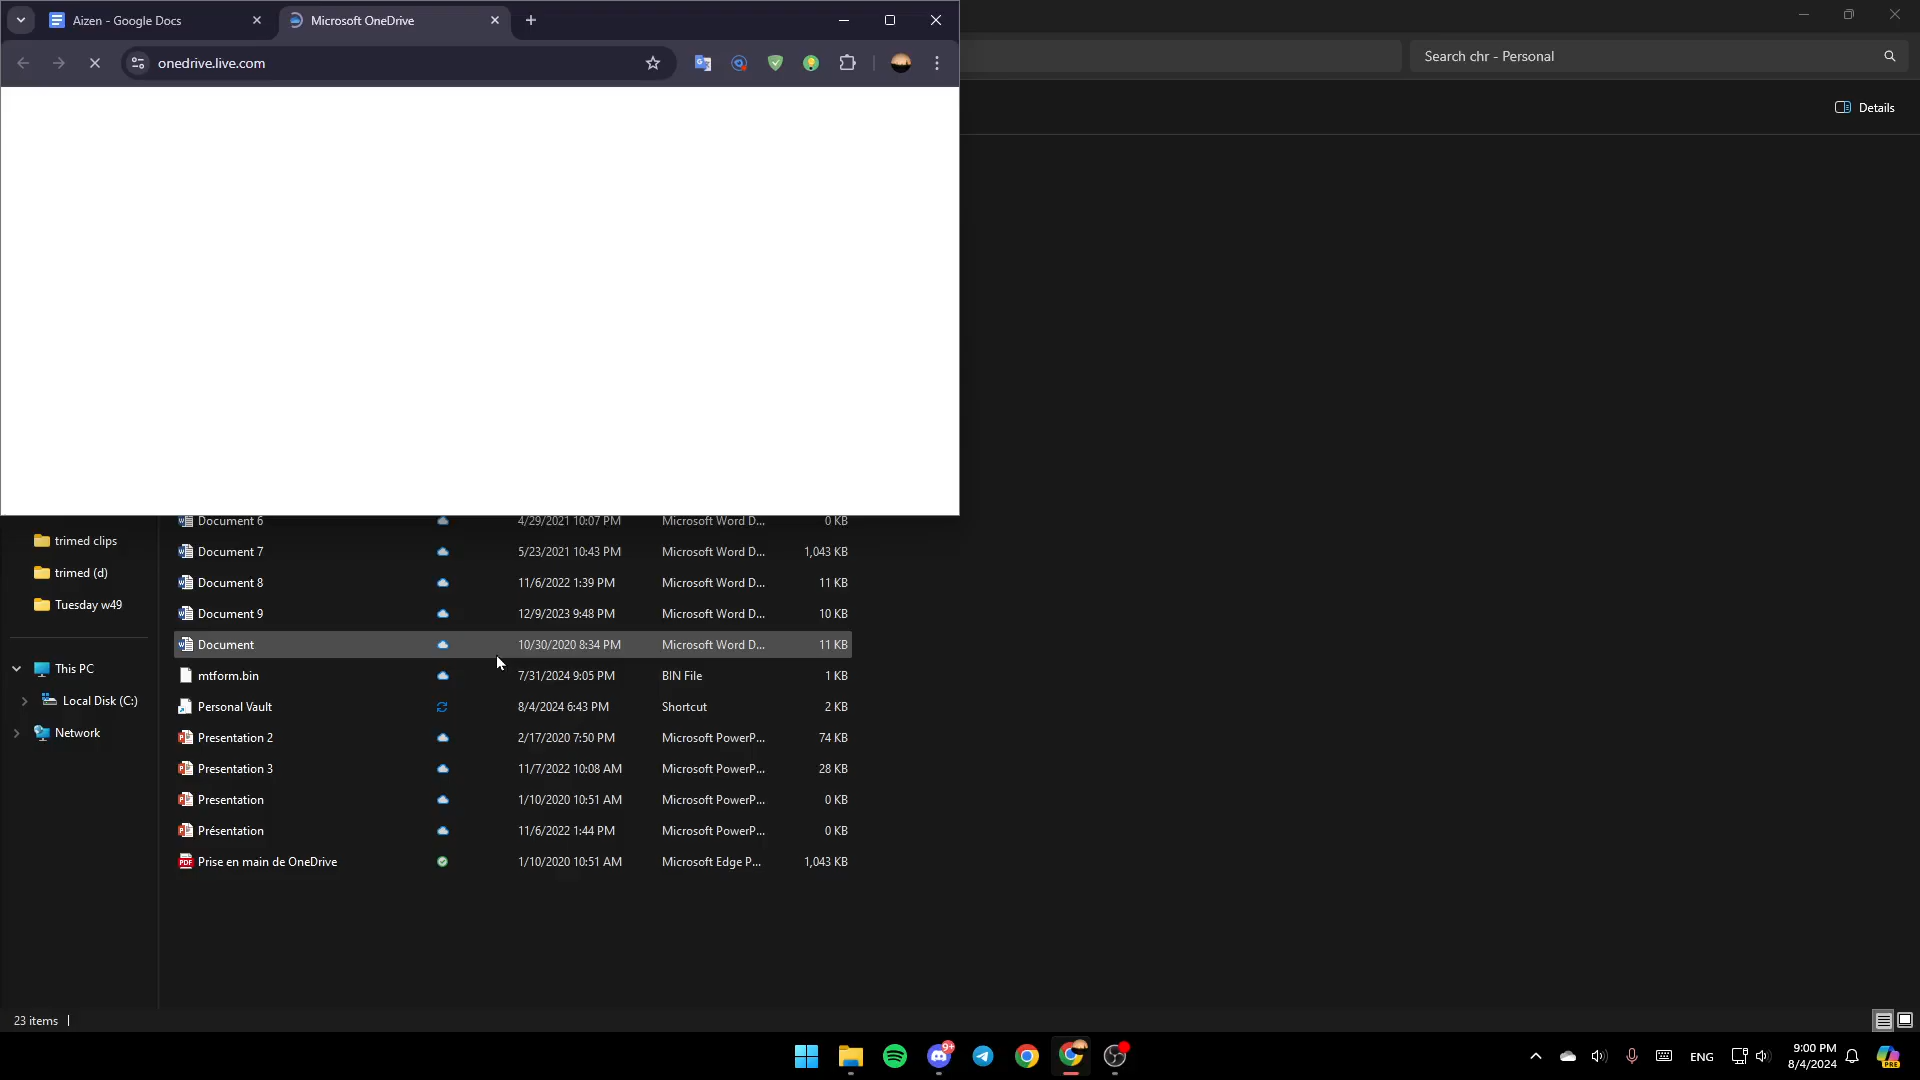 Aizen - Google Docs
Microsoft OneDrive
onedrive.live.com
Search chr - Personal
Details
Document 6 4/29/2021 10:07 PM Microsoft Word D... 0 KB
trimed clips
Document 7 5/23/2021 10:43 PM Microsoft Word D... 1,043 KB
trimed (d)
Document 8 11/6/2022 1:39 PM Microsoft Word D... 11 KB
Tuesday w49
Document 9 12/9/2023 9:48 PM Microsoft Word D... 10 KB
Document 10/30/2020 8:34 PM Microsoft Word D... 11 KB
This PC
mtform.bin 7/31/2024 9:05 PM BIN File 1 KB
Local Disk (C:)
Personal Vault 8/4/2024 6:43 PM Shortcut 2 KB
Network
Presentation 2 2/17/2020 7:50 PM Microsoft PowerP... 74 KB
Presentation 3 11/7/2022 10:08 AM Microsoft PowerP... 28 KB
Presentation 1/10/2020 10:51 AM Microsoft PowerP... 0 KB
Présentation 11/6/2022 1:44 PM Microsoft PowerP... 0 KB
PDF Prise en main de OneDrive 1/10/2020 10:51 AM Microsoft Edge P... 1,043 KB
23 items
9+
ENG
9:00 PM
8/4/2024
PRE